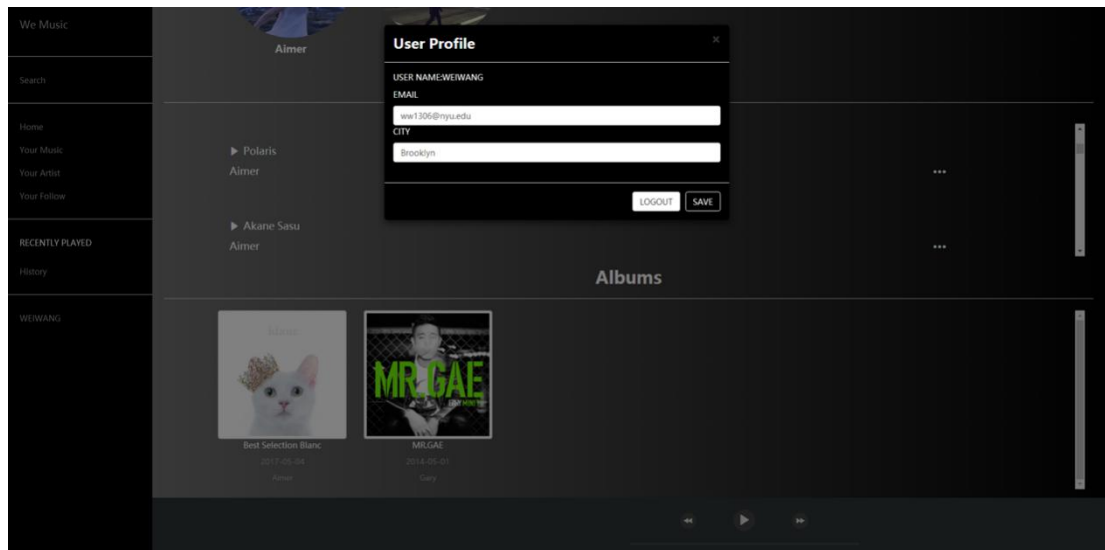 We Music
Search
Home
Your Music
Your Artist
Your Follow
RECENTLY PLAYED
History
WEIWANG
Aimer
User Profile
×
USER NAME:WEIWANG
EMAIL
ww1306@nyu.edu
CITY
Brooklyn
LOGOUT
SAVE
Polaris
Aimer
Akane Sasu
Aimer
Albums
MR.GAE
Best Selection Blanc
2017-05-08
Aimer
MR.GAE
2014-05-01
Gary